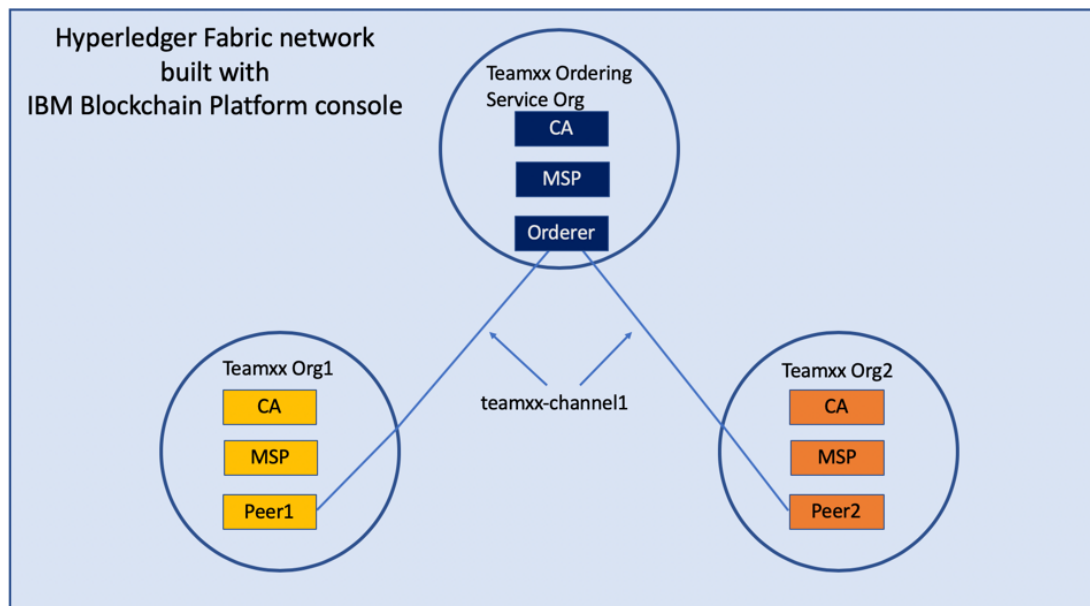 Hyperledger Fabric network
built with
IBM Blockchain Platform console
Teamxx Ordering
Service Org
CA
MSP
Orderer
Teamxx Org1
CA
MSP
Peer1
teamxx-channel1
Teamxx Org2
CA
MSP
Peer2